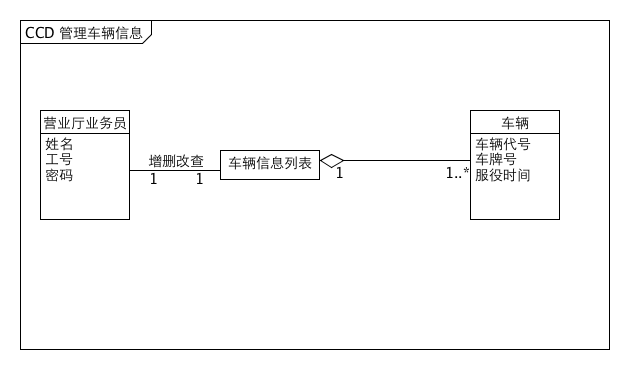 CCD 管理车辆信息
营业厅业务员
姓名
工号
密码
增删改查
1
1
车辆信息列表
1
1..*
车辆
车辆代号
车牌号
服役时间